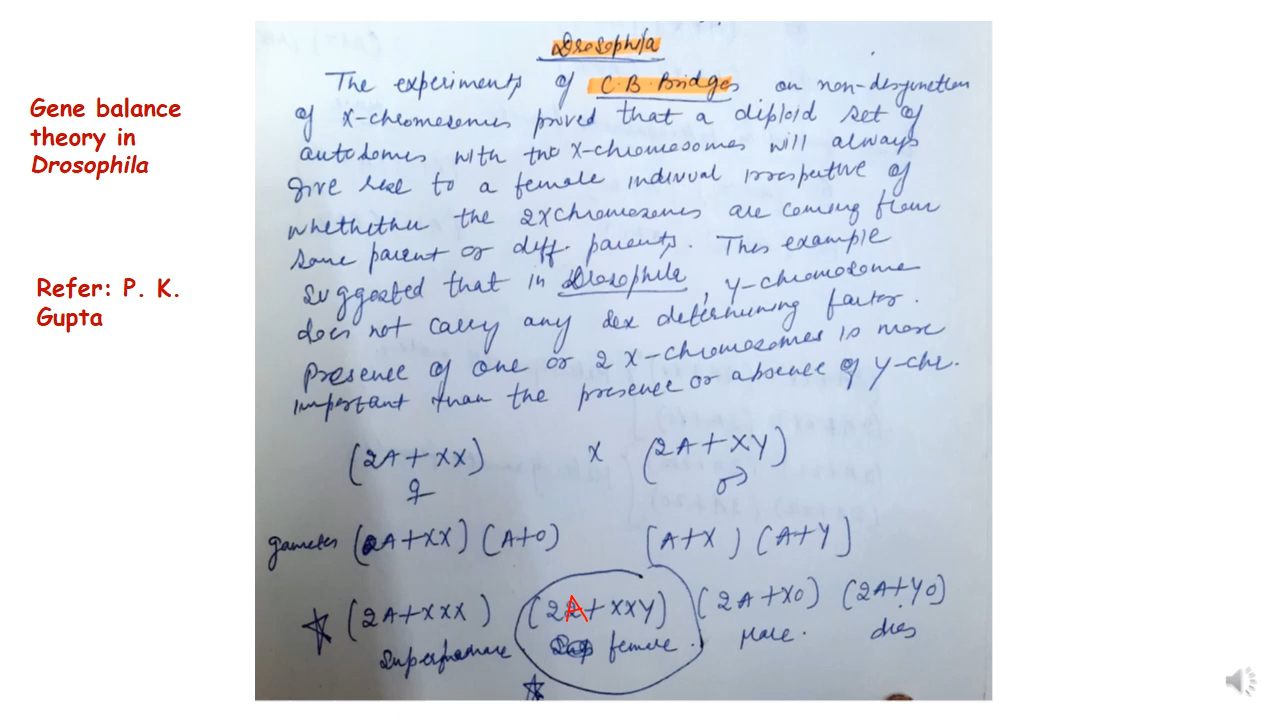 Gene balance
theory in
Drosophila
Refer: P. K.
Gupta
Drosophila
The experiments of C.B. Bridges on non-disjunction
of X-chromosomes proved that a diploid set of
autosomes with two X-chromosomes will always
give rise to a female indivual irrespective of
whethether the 2X chromosomes are coming from
same parent or diff. parents. This example
suggested that in Drosophila, Y-chromosome
does not carry any sex determining factor.
Presence of one or 2 X-chromosomes is more
important than the presence or absence of Y-chr.
(2A + XX) x (2A + XY)
♀ ♂
gametes (A+XX) (A+O) (A+X) (A+Y)
(2A+XXX) (2A+XXY) (2A+XO) (2A+YO)
Superfemale female. Male. dies